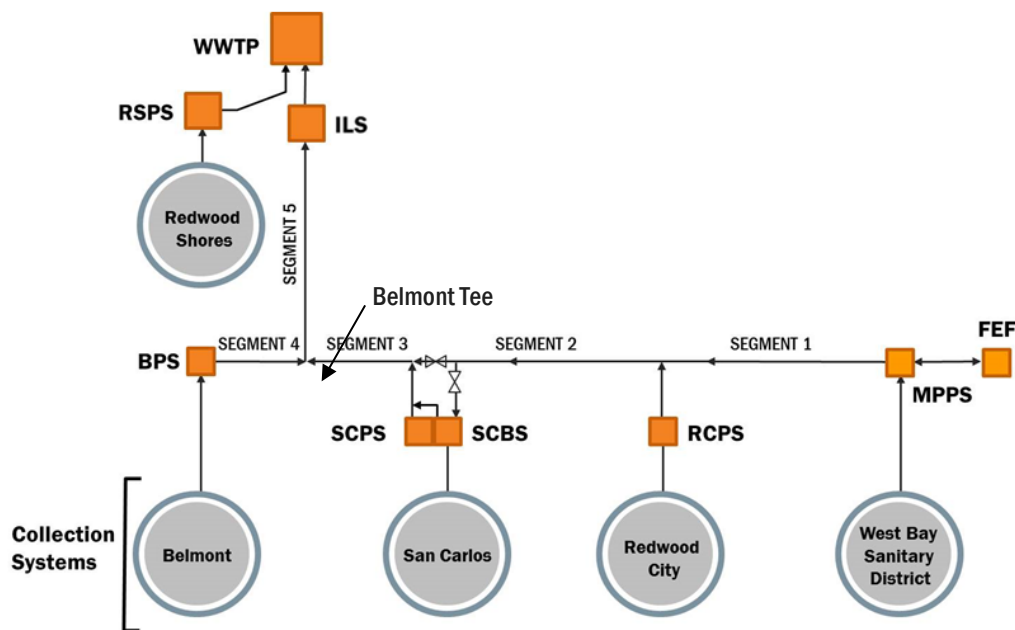 WWTP
RSPS
ILS
Redwood
Shores
SEGMENT 5
Belmont Tee
BPS
SEGMENT 4
SEGMENT 3
SEGMENT 2
SEGMENT 1
FEF
MPPS
SCPS
SCBS
RCPS
Collection
Systems
Belmont
San Carlos
Redwood
City
West Bay
Sanitary
District